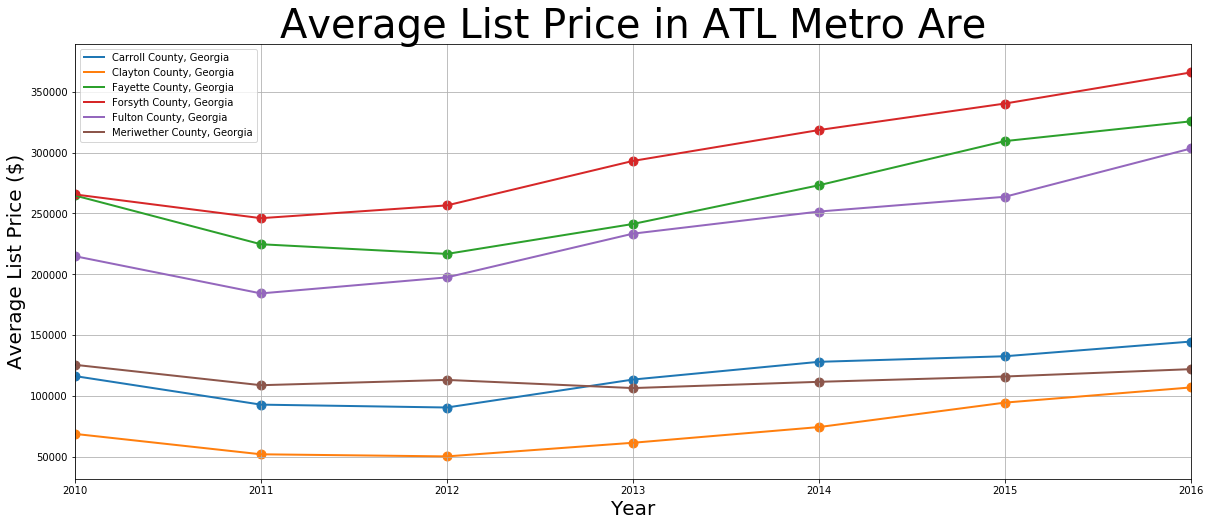 Average List Price in ATL Metro Are
Carroll County, Georgia
Clayton County, Georgia
Fayette County, Georgia
Forsyth County, Georgia
Fulton County, Georgia
Meriwether County, Georgia
Average List Price ($)
350000
300000
250000
200000
150000
100000
50000
2010 2011 2012 2013 2014 2015 2016
Year